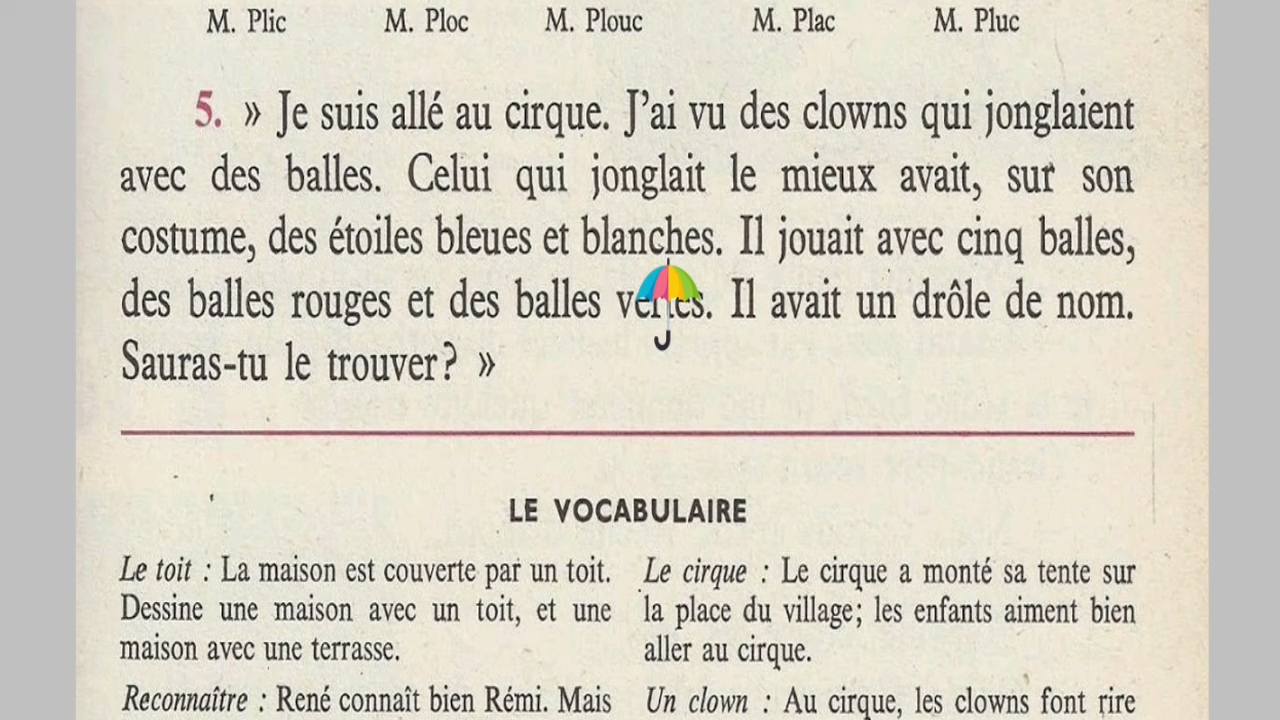 M. Plic M. Ploc M. Plouc M. Plac M. Pluc
5. » Je suis allé au cirque. J'ai vu des clowns qui jonglaient
avec des balles. Celui qui jonglait le mieux avait, sur son
costume, des étoiles bleues et blanches. Il jouait avec cinq balles,
des balles rouges et des balles vertes. Il avait un drôle de nom.
Sauras-tu le trouver? »
LE VOCABULAIRE
Le toit : La maison est couverte par un toit.
Dessine une maison avec un toit, et une
maison avec une terrasse.
Reconnaître : René connaît bien Rémi. Mais
Le cirque : Le cirque a monté sa tente sur
la place du village; les enfants aiment bien
aller au cirque.
Un clown : Au cirque, les clowns font rire